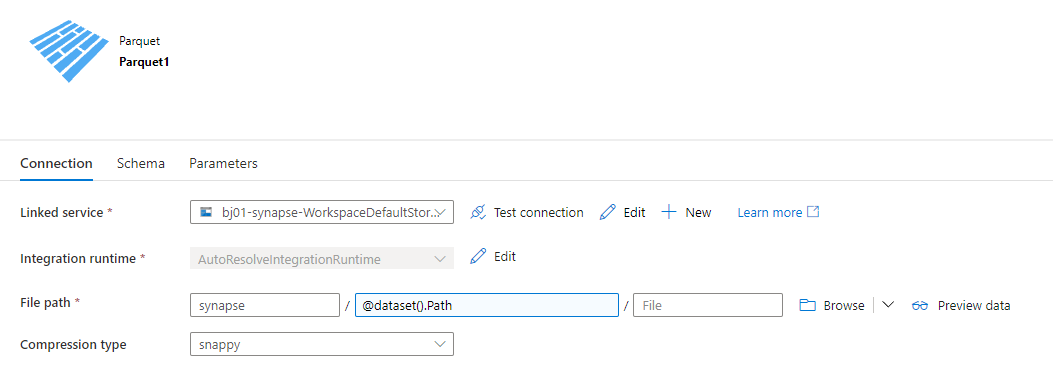 Parquet
Parquet1
Connection Schema Parameters
Linked service * bj01-synapse-WorkspaceDefaultStor... Test connection Edit New Learn more
Integration runtime * AutoResolveIntegrationRuntime Edit
File path * synapse / @dataset().Path / File Browse Preview data
Compression type snappy